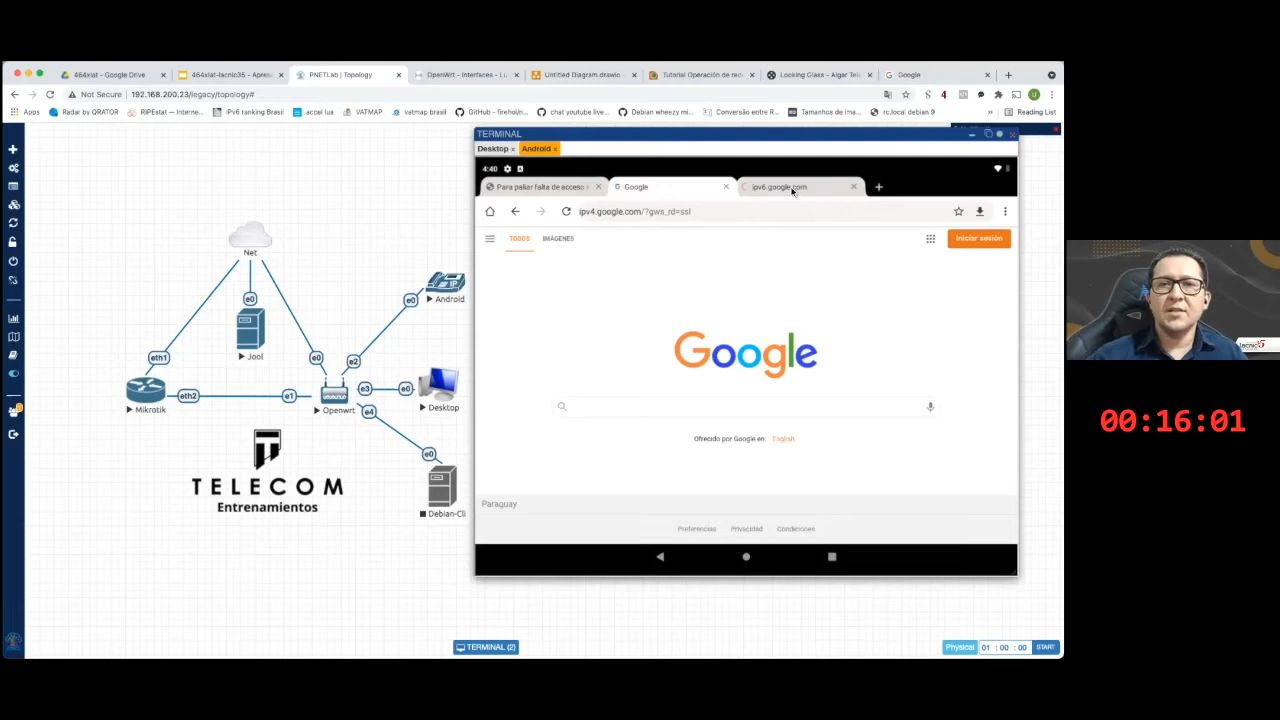 464xlat - Google Drive
464xlat-lacnic35 - Apres
PNETLab | Topology
OpenWrt - Interfaces - Lu
Untitled Diagram.drawio
Tutorial Operación de rec
Looking Glass - Algar Tel
Google
Not Secure | 192.168.200.23/legacy/topology#
Apps
Radar by QRATOR
RIPEstat — Interne...
IPv6 ranking Brasil
accel lua
VATMAP
vatmap brasil
GitHub - firehol/n...
chat youtube live...
Debian wheezy mi...
Conversão entre R...
Tamanhos de ima...
rc.local debian 9
Reading List
TERMINAL
Desktop
Android
4:40
Para paliar falta de acceso
Google
ipv6.google.com
ipv4.google.com/?gws_rd=ssl
TODOS
IMÁGENES
Iniciar sesión
Google
Ofrecido por Google en: English
Paraguay
Preferencias
Privacidad
Condiciones
Net
e0
Jool
eth1
e0
Mikrotik
eth2
e1
Openwrt
e2
e0
Android
e3
e0
Desktop
e4
e0
Debian-Cli
TELECOM
Entrenamientos
TERMINAL (2)
Physical
01 : 00 : 00
START
lacnic
00:16:01